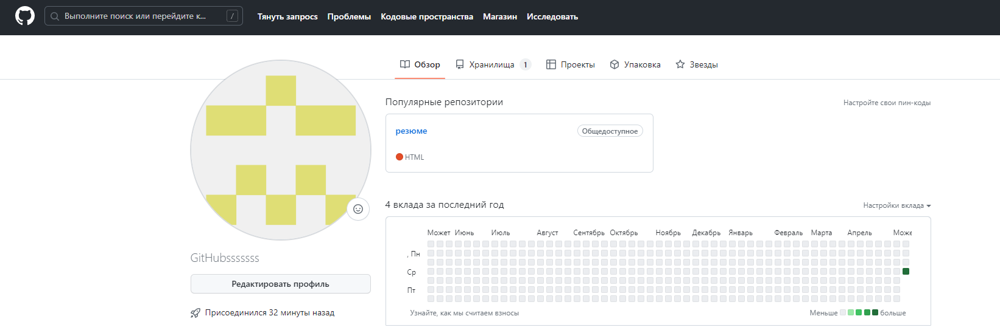 Выполните поиск или перейдите к... /
Тянуть запрос Проблемы Кодовые пространства Магазин Исследовать
Обзор Хранилища 1 Проекты Упаковка Звезды
Популярные репозитории Настройте свои пин-коды
резюме Общедоступное
HTML
4 вклада за последний год Настройки вклада
Может Июнь Июль Август Сентябрь Октябрь Ноябрь Декабрь Январь Февраль Марта Апрель Може
, Пн
Ср
Пт
Узнайте, как мы считаем взносы Меньше больше
GitHubsssssss
Редактировать профиль
Присоединился 32 минуты назад